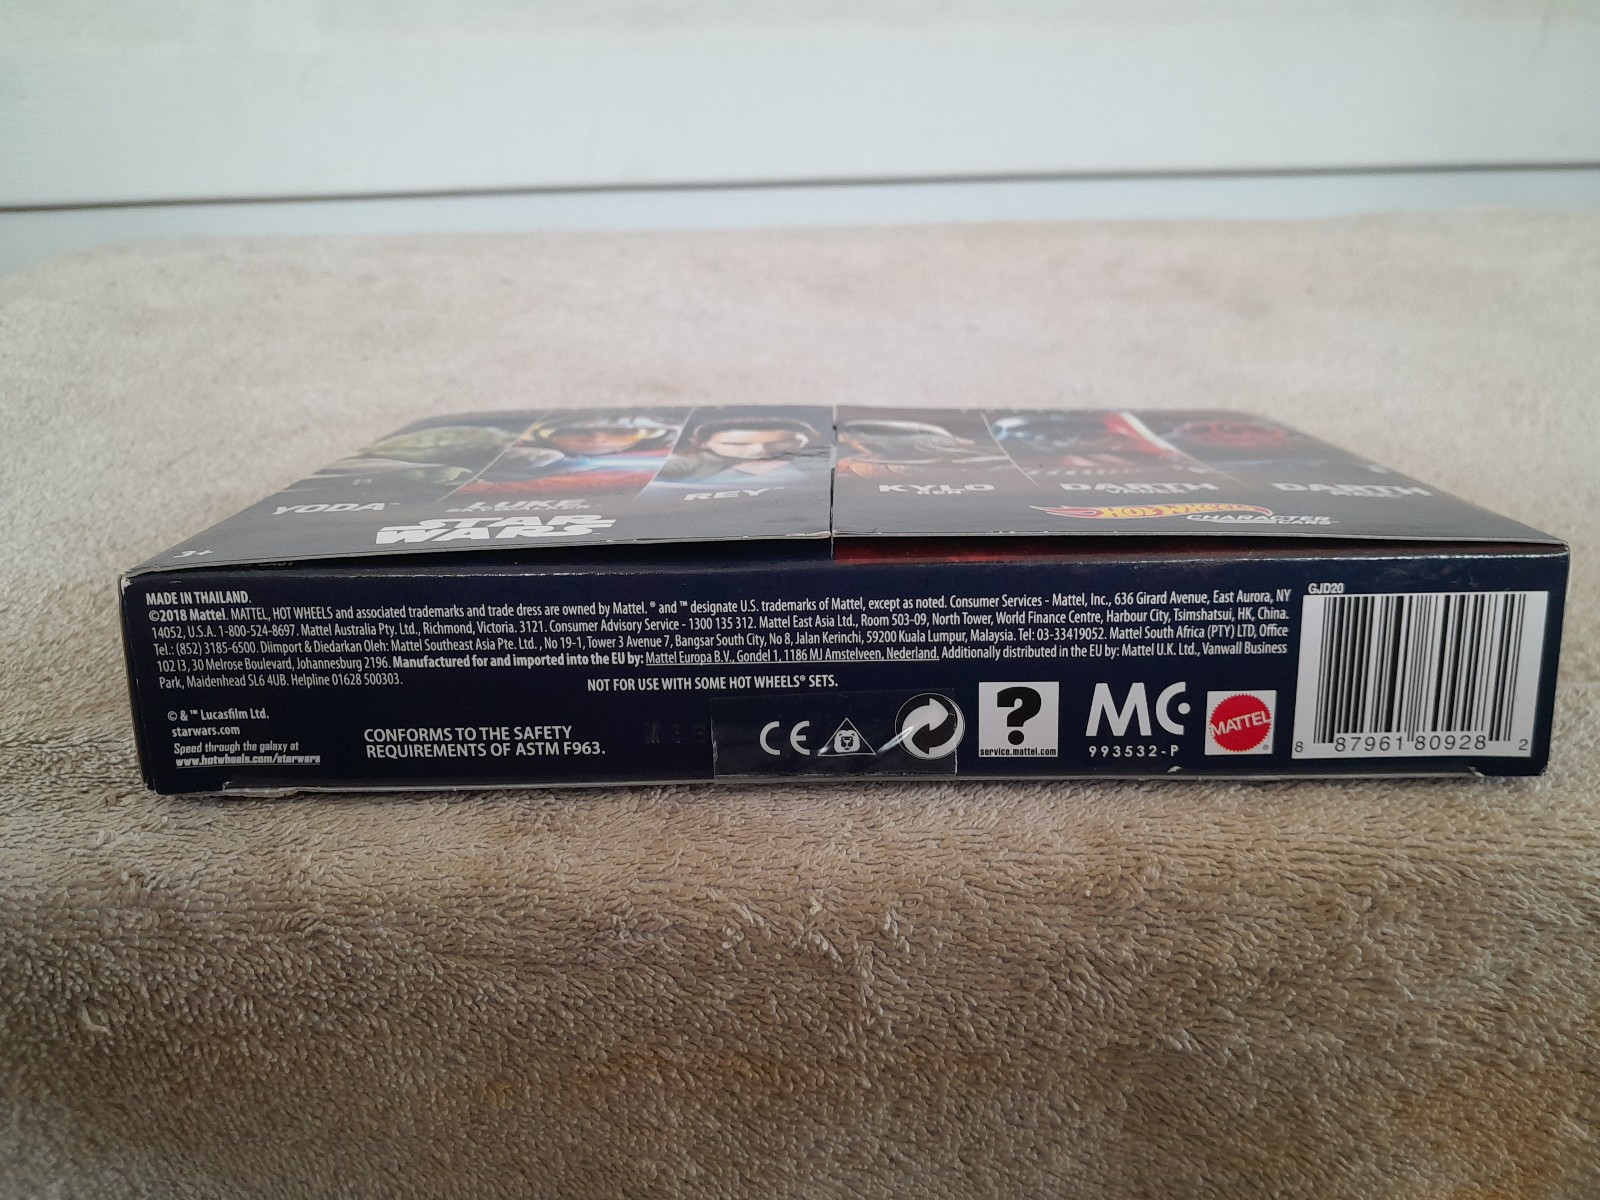 YODA™
LUKE
SKYWALKER
REY™
KYLO
REN
DARTH
VADER™
DARTH
MAUL
STAR
WARS
HOT WHEELS
CHARACTER
CARS™
3+
MADE IN THAILAND.
©2018 Mattel. MATTEL, HOT WHEELS and associated trademarks and trade dress are owned by Mattel. ® and ™ designate U.S. trademarks of Mattel, except as noted. Consumer Services - Mattel, Inc., 636 Girard Avenue, East Aurora, NY
14052, U.S.A. 1-800-524-8697. Mattel Australia Pty. Ltd., Richmond, Victoria. 3121. Consumer Advisory Service - 1300 135 312. Mattel East Asia Ltd., Room 503-09, North Tower, World Finance Centre, Harbour City, Tsimshatsui, HK, China.
Tel.: (852) 3185-6500. Diimport & Diedarkan Oleh: Mattel Southeast Asia Pte. Ltd. , No 19-1, Tower 3 Avenue 7, Bangsar South City, No 8, Jalan Kerinchi, 59200 Kuala Lumpur, Malaysia. Tel: 03-33419052. Mattel South Africa (PTY) LTD, Office
102 I3, 30 Melrose Boulevard, Johannesburg 2196. Manufactured for and imported into the EU by: Mattel Europa B.V., Gondel 1, 1186 MJ Amstelveen, Nederland. Additionally distributed in the EU by: Mattel U.K. Ltd., Vanwall Business
Park, Maidenhead SL6 4UB. Helpline 01628 500303.
NOT FOR USE WITH SOME HOT WHEELS® SETS.
© & ™ Lucasfilm Ltd.
starwars.com
Speed through the galaxy at
www.hotwheels.com/starwars
CONFORMS TO THE SAFETY
REQUIREMENTS OF ASTM F963.
CE
?
service.mattel.com
MC
993532-P
MATTEL®
GJD20
8 87961 80928 2